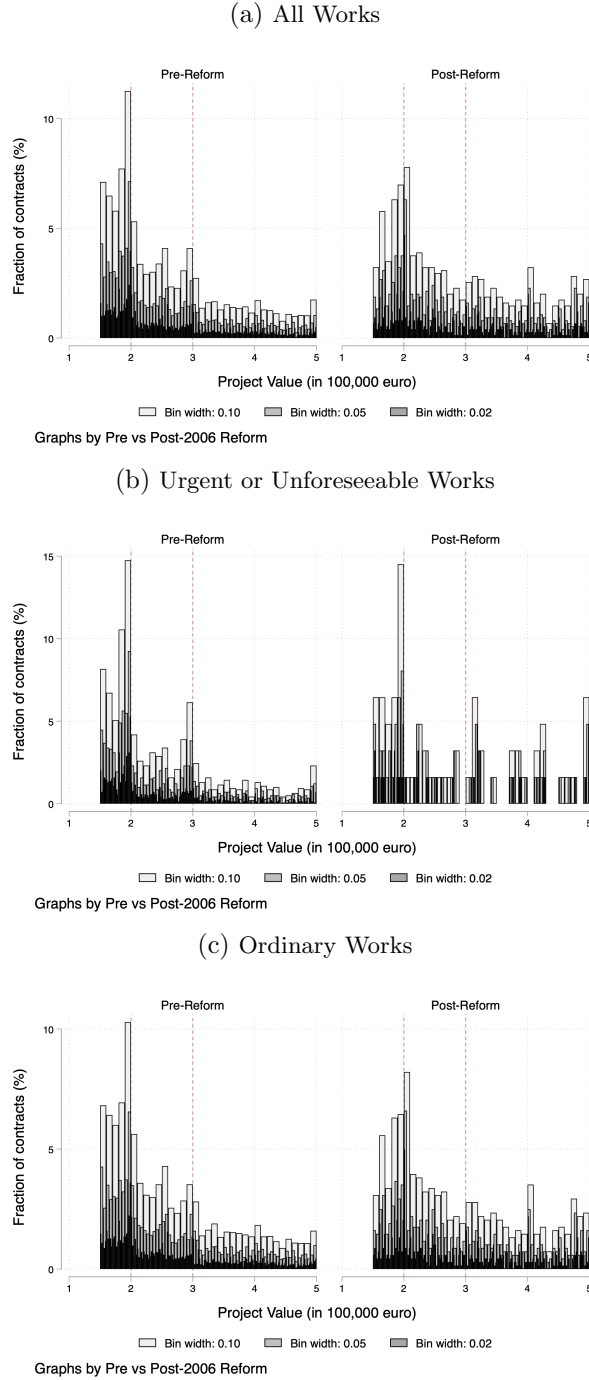 (a) All Works
Pre-Reform Post-Reform
Fraction of contracts (%)
10
5
0
1 2 3 4 5 1 2 3 4 5
Project Value (in 100,000 euro)
Bin width: 0.10 Bin width: 0.05 Bin width: 0.02
Graphs by Pre vs Post-2006 Reform
(b) Urgent or Unforeseeable Works
Pre-Reform Post-Reform
Fraction of contracts (%)
15
10
5
0
1 2 3 4 5 1 2 3 4 5
Project Value (in 100,000 euro)
Bin width: 0.10 Bin width: 0.05 Bin width: 0.02
Graphs by Pre vs Post-2006 Reform
(c) Ordinary Works
Pre-Reform Post-Reform
Fraction of contracts (%)
10
5
0
1 2 3 4 5 1 2 3 4 5
Project Value (in 100,000 euro)
Bin width: 0.10 Bin width: 0.05 Bin width: 0.02
Graphs by Pre vs Post-2006 Reform